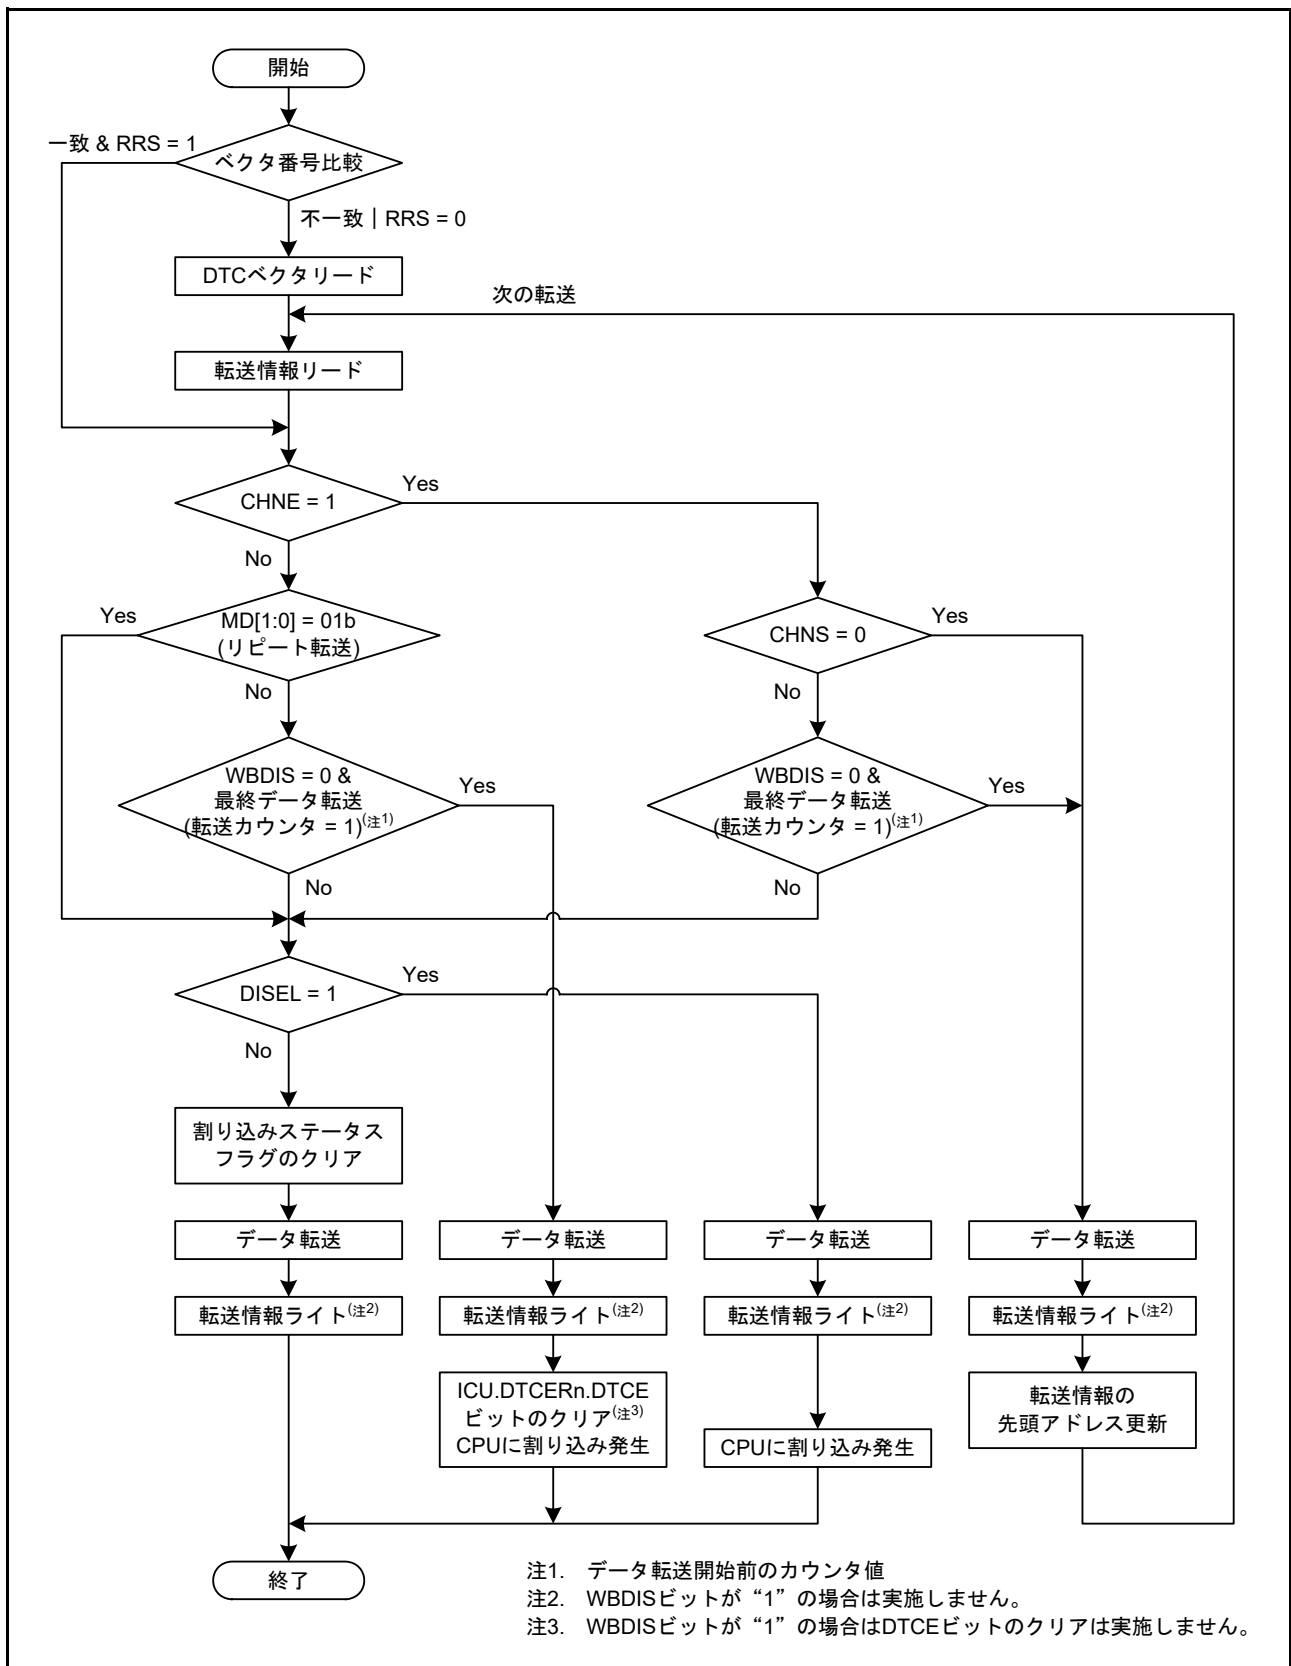 開始
一致 & RRS = 1
ベクタ番号比較
不一致 | RRS = 0
DTCベクタリード
次の転送
転送情報リード
CHNE = 1
Yes
No
MD[1:0] = 01b
(リピート転送)
Yes
No
CHNS = 0
Yes
No
WBDIS = 0 &
最終データ転送
(転送カウンタ = 1)(注1)
Yes
No
WBDIS = 0 &
最終データ転送
(転送カウンタ = 1)(注1)
Yes
No
DISEL = 1
Yes
No
割り込みステータス
フラグのクリア
データ転送
データ転送
データ転送
データ転送
転送情報ライト(注2)
転送情報ライト(注2)
転送情報ライト(注2)
転送情報ライト(注2)
ICU.DTCERn.DTCE
ビットのクリア(注3)
CPUに割り込み発生
CPUに割り込み発生
転送情報の
先頭アドレス更新
終了
注1. データ転送開始前のカウンタ値
注2. WBDISビットが“1”の場合は実施しません。
注3. WBDISビットが“1”の場合はDTCEビットのクリアは実施しません。